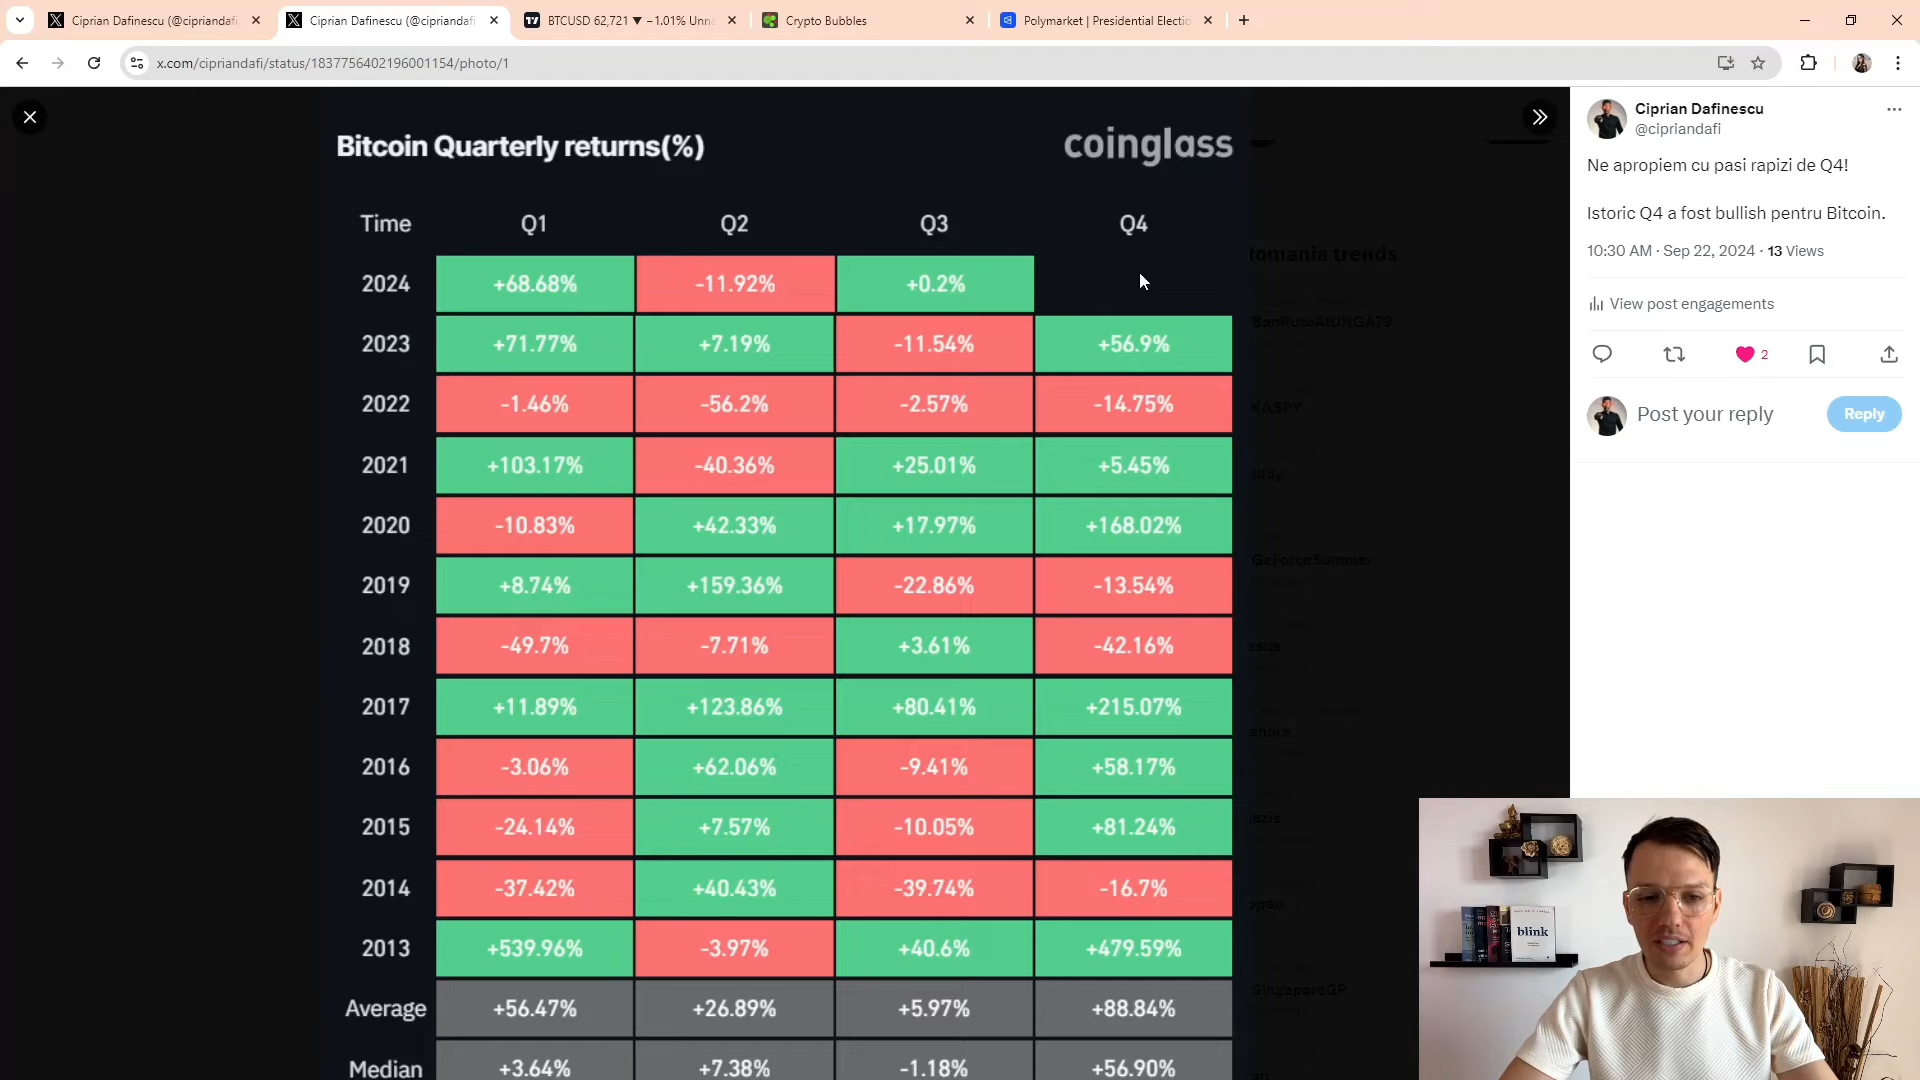 Ciprian Dafinescu (@cipriandafi
Ciprian Dafinescu (@cipriandafi
BTCUSD 62,721 ▼ −1.01% Unna
Crypto Bubbles
Polymarket | Presidential Electio
x.com/cipriandafi/status/1837756402196001154/photo/1
Bitcoin Quarterly returns(%)
coinglass
Time Q1 Q2 Q3 Q4
2024 +68.68% -11.92% +0.2%
2023 +71.77% +7.19% -11.54% +56.9%
2022 -1.46% -56.2% -2.57% -14.75%
2021 +103.17% -40.36% +25.01% +5.45%
2020 -10.83% +42.33% +17.97% +168.02%
2019 +8.74% +159.36% -22.86% -13.54%
2018 -49.7% -7.71% +3.61% -42.16%
2017 +11.89% +123.86% +80.41% +215.07%
2016 -3.06% +62.06% -9.41% +58.17%
2015 -24.14% +7.57% -10.05% +81.24%
2014 -37.42% +40.43% -39.74% -16.7%
2013 +539.96% -3.97% +40.6% +479.59%
Average +56.47% +26.89% +5.97% +88.84%
Median +3.64% +7.38% -1.18% +56.90%
omania trends
GeForceSummer
SingaporeGP
Ciprian Dafinescu
@cipriandafi
Ne apropiem cu pasi rapizi de Q4!
Istoric Q4 a fost bullish pentru Bitcoin.
10:30 AM · Sep 22, 2024 · 13 Views
View post engagements
2
Post your reply
Reply
blink